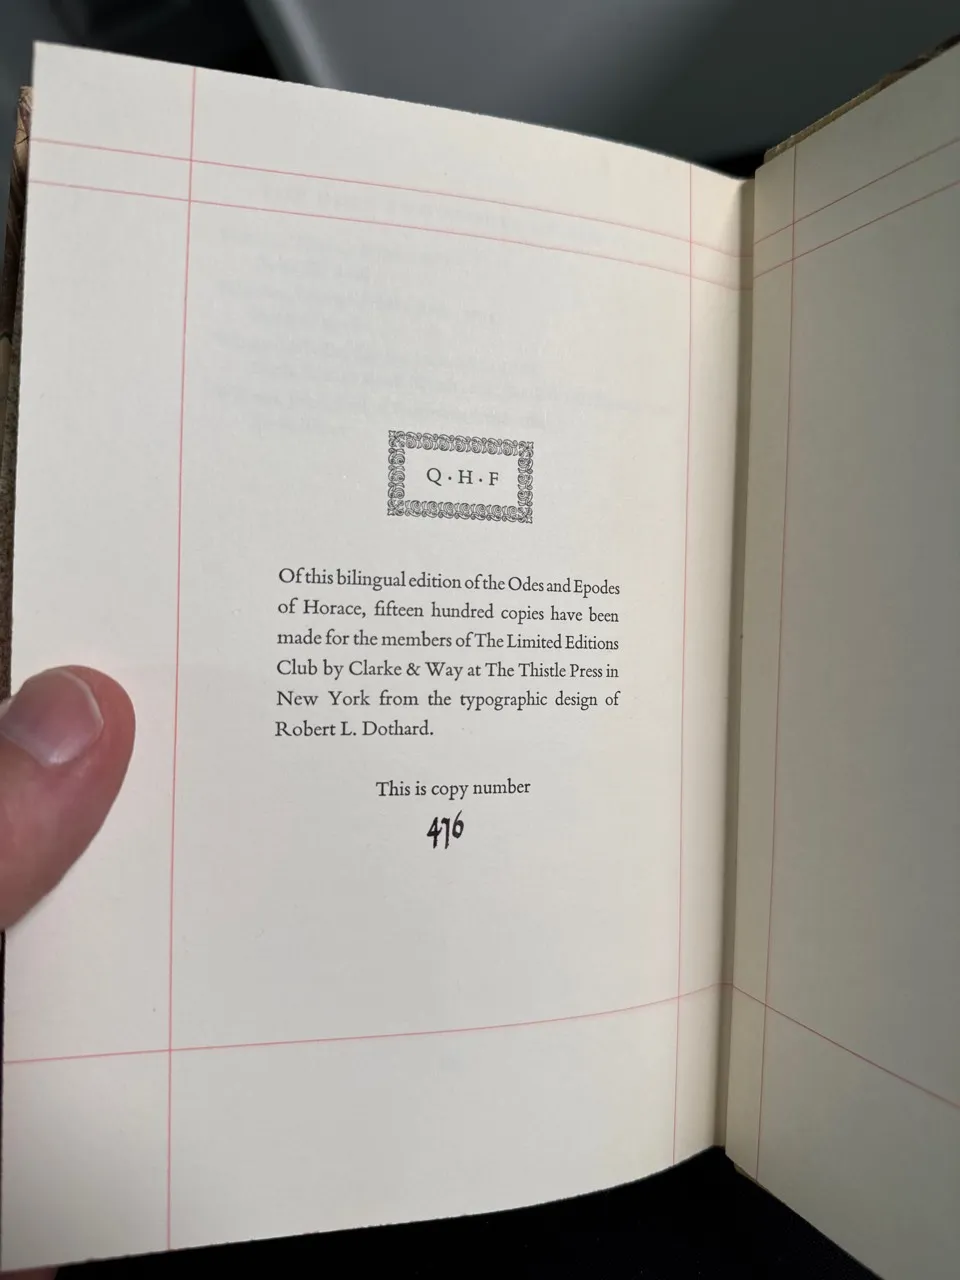 Q · H · F
Of this bilingual edition of the Odes and Epodes
of Horace, fifteen hundred copies have been
made for the members of The Limited Editions
Club by Clarke & Way at The Thistle Press in
New York from the typographic design of
Robert L. Dothard.
This is copy number
476